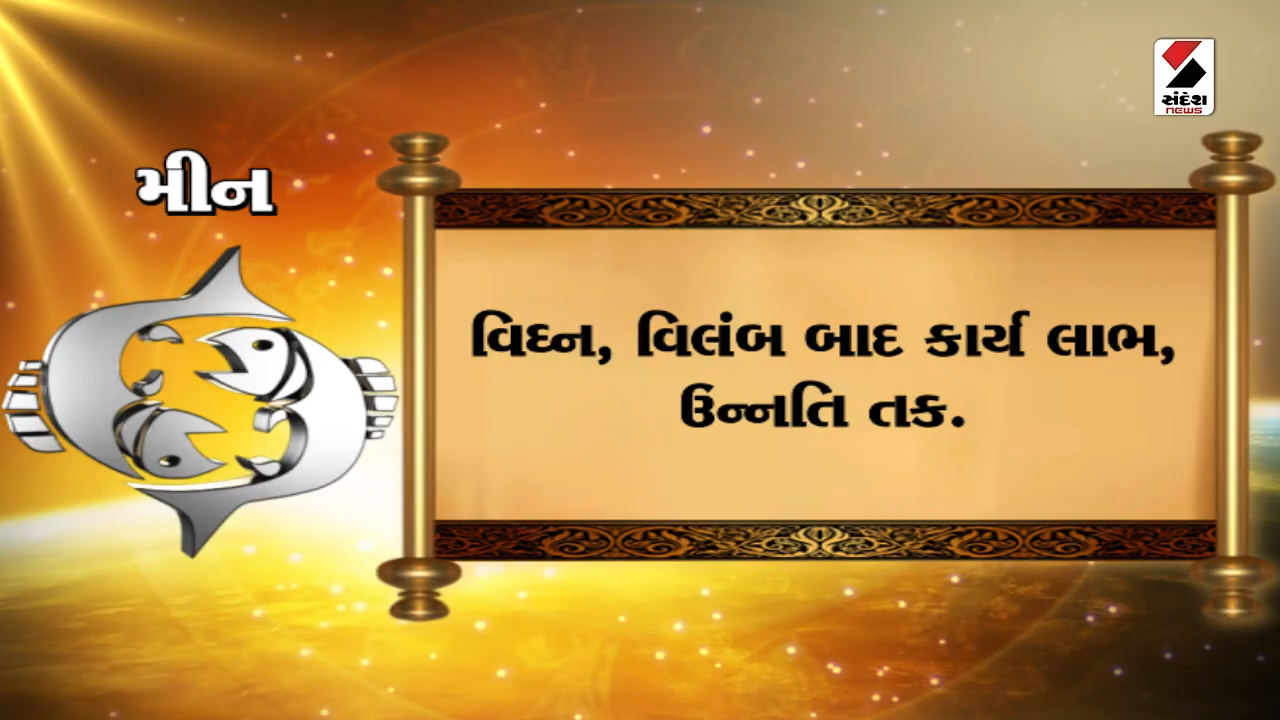 સંદેશ
NEWS
મીન
વિઘ્ન, વિલંબ બાદ કાર્ય લાભ,
ઉન્નતિ તક.